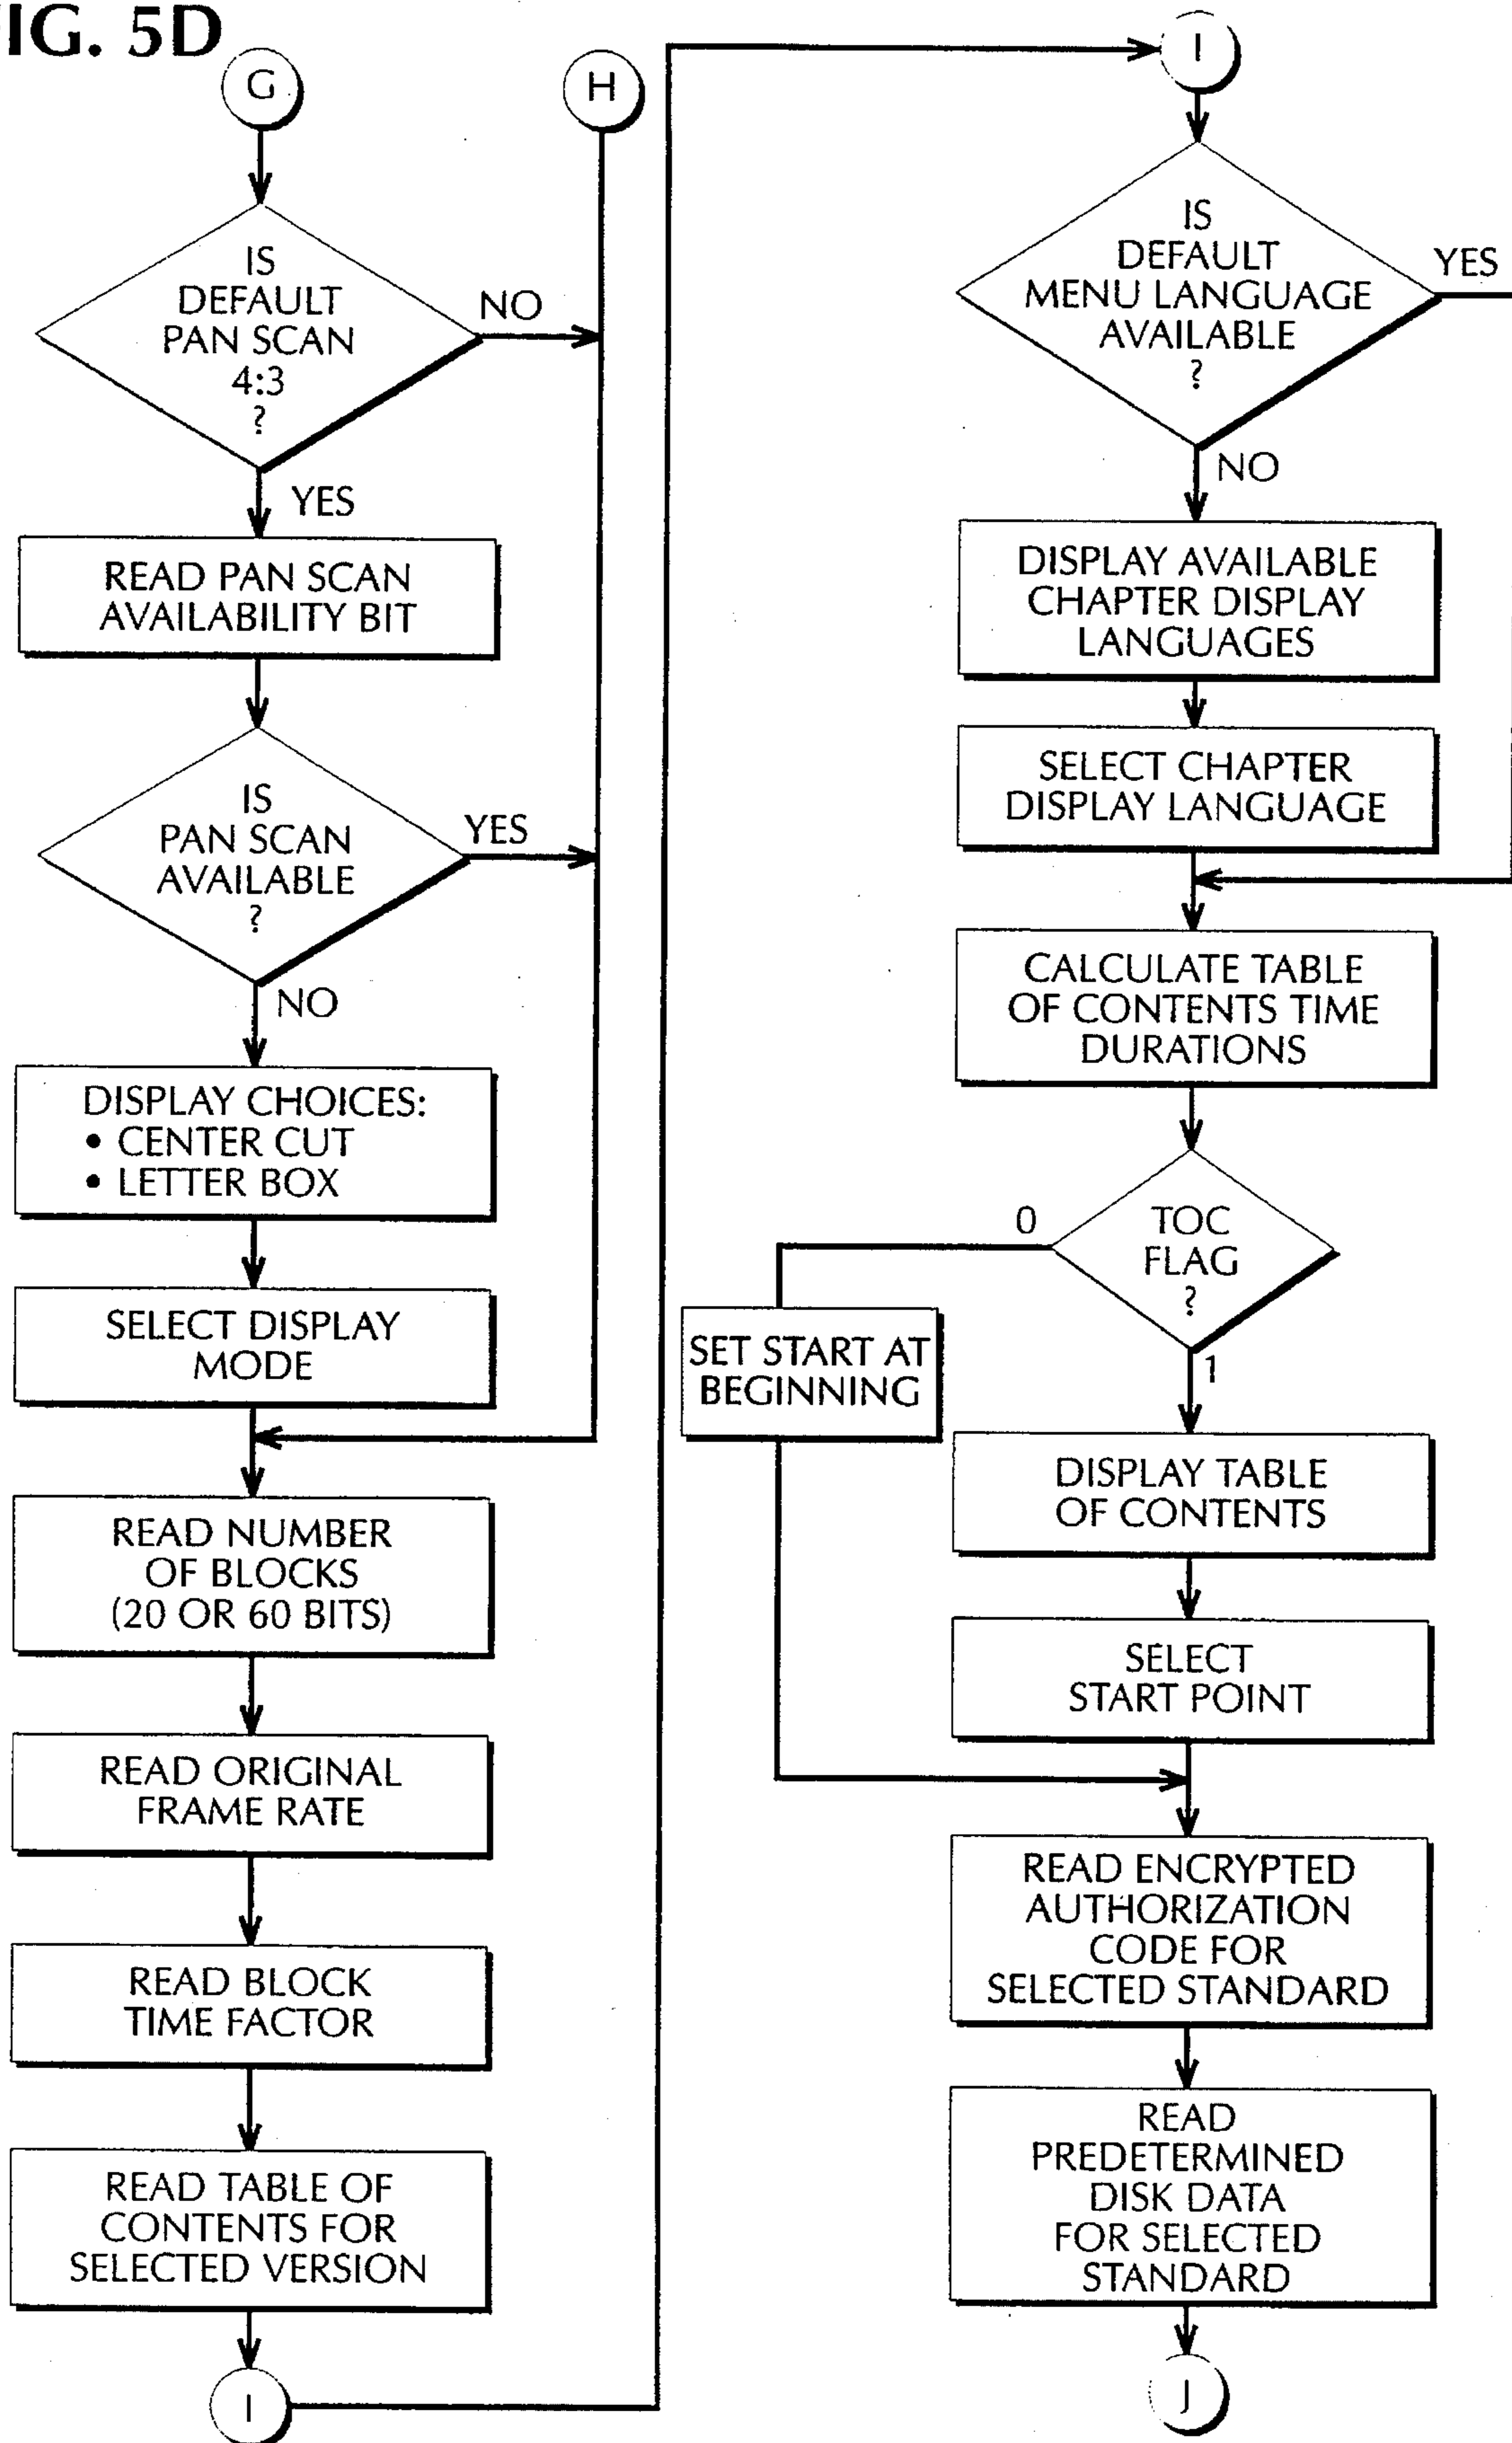 FIG. 5D
G
H
IS
DEFAULT
PAN SCAN
4:3
?
NO
YES
READ PAN SCAN
AVAILABILITY BIT
IS
PAN SCAN
AVAILABLE
?
YES
NO
DISPLAY CHOICES:
• CENTER CUT
• LETTER BOX
SELECT DISPLAY
MODE
READ NUMBER
OF BLOCKS
(20 OR 60 BITS)
READ ORIGINAL
FRAME RATE
READ BLOCK
TIME FACTOR
READ TABLE OF
CONTENTS FOR
SELECTED VERSION
I
I
IS
DEFAULT
MENU LANGUAGE
AVAILABLE
?
YES
NO
DISPLAY AVAILABLE
CHAPTER DISPLAY
LANGUAGES
SELECT CHAPTER
DISPLAY LANGUAGE
CALCULATE TABLE
OF CONTENTS TIME
DURATIONS
TOC
FLAG
?
0
1
SET START AT
BEGINNING
DISPLAY TABLE
OF CONTENTS
SELECT
START POINT
READ ENCRYPTED
AUTHORIZATION
CODE FOR
SELECTED STANDARD
READ
PREDETERMINED
DISK DATA
FOR SELECTED
STANDARD
J